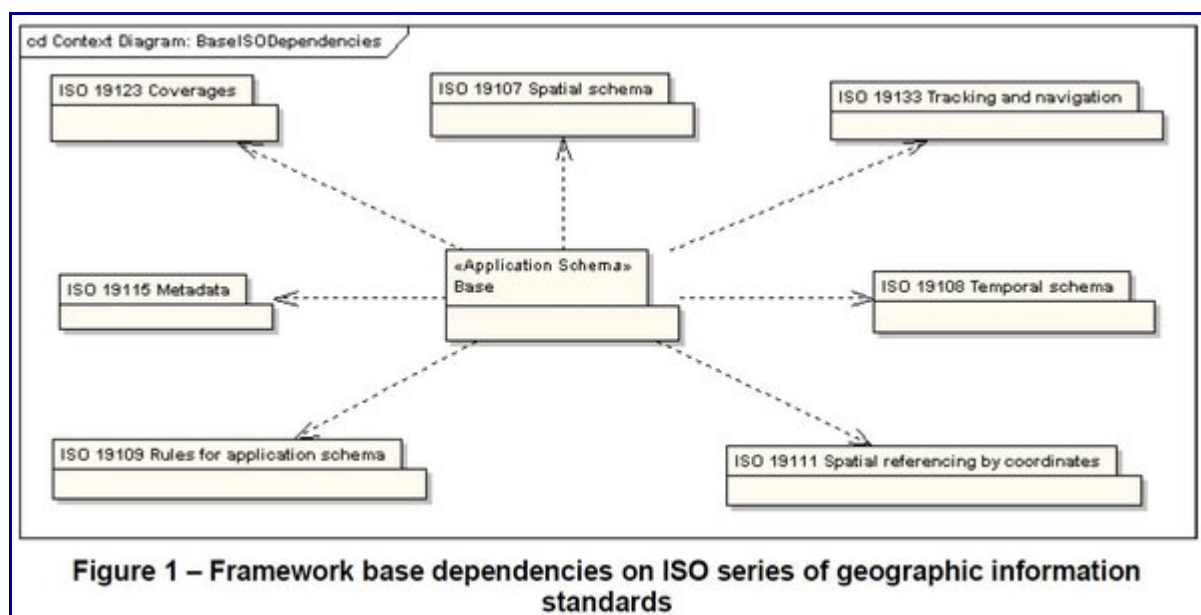 cd Context Diagram: BaseISODependencies
ISO 19123 Coverages
ISO 19107 Spatial schema
ISO 19133 Tracking and navigation
«Application Schema»
Base
ISO 19115 Metadata
ISO 19108 Temporal schema
ISO 19109 Rules for application schema
ISO 19111 Spatial referencing by coordinates
Figure 1 – Framework base dependencies on ISO series of geographic information
standards